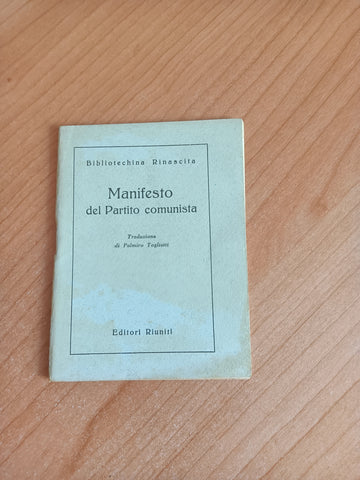 Bibliotechina Rinascita
Manifesto
del Partito comunista
Traduzione
di Palmiro Togliatti
Editori Riuniti